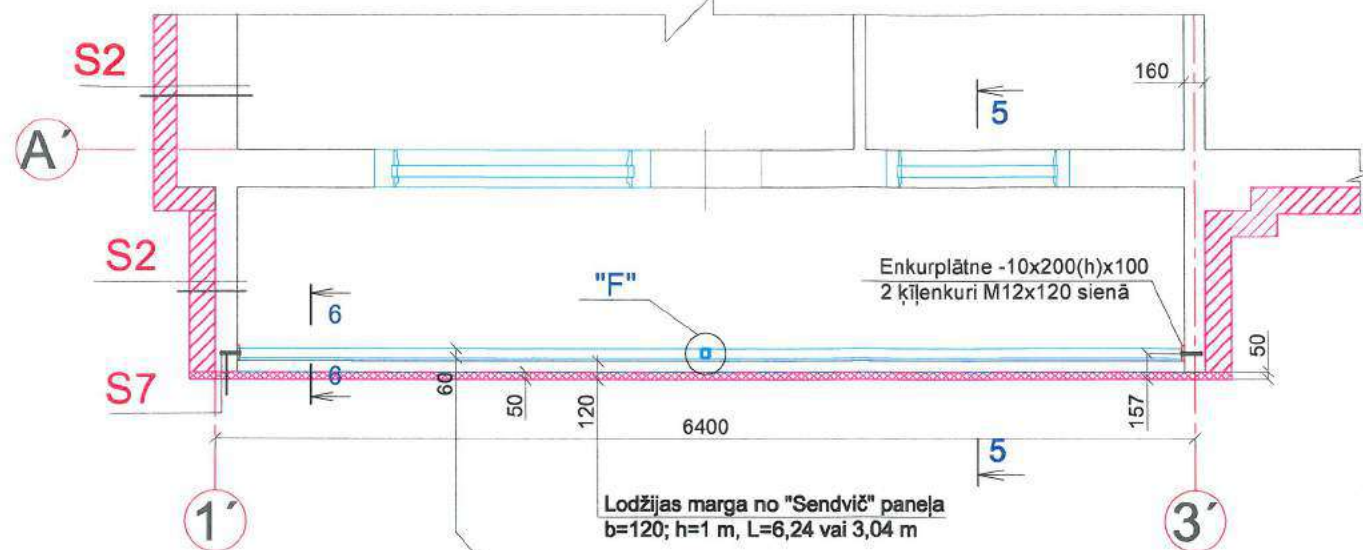 S2
160
5
A´
S2
"F"
Enkurplātne -10x200(h)x100
2 ķīļenkuri M12x120 sienā
6
50
S7
60
6
50
120
157
6400
5
1´
3´
Lodžijas marga no "Sendvič" paneļa
b=120; h=1 m, L=6,24 vai 3,04 m